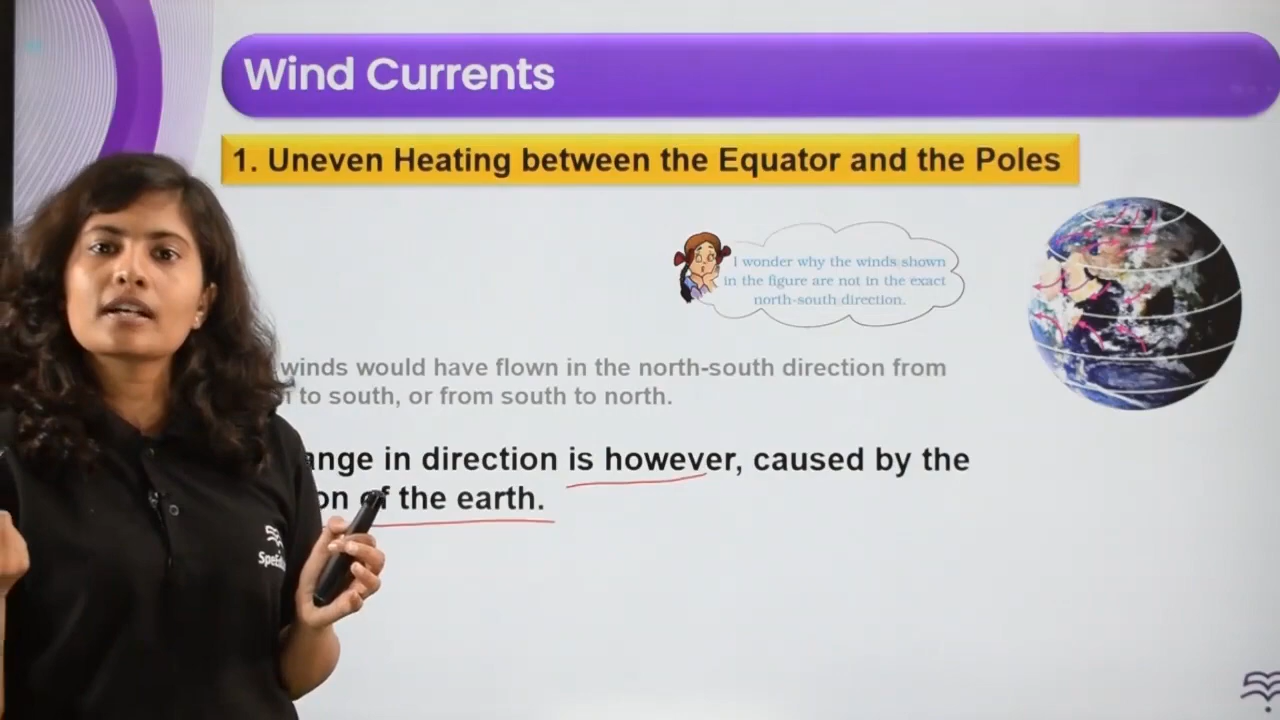 Wind Currents
1. Uneven Heating between the Equator and the Poles
I wonder why the winds shown
in the figure are not in the exact
north-south direction.
winds would have flown in the north-south direction from
to south, or from south to north.
ange in direction is however, caused by the
on of the earth.